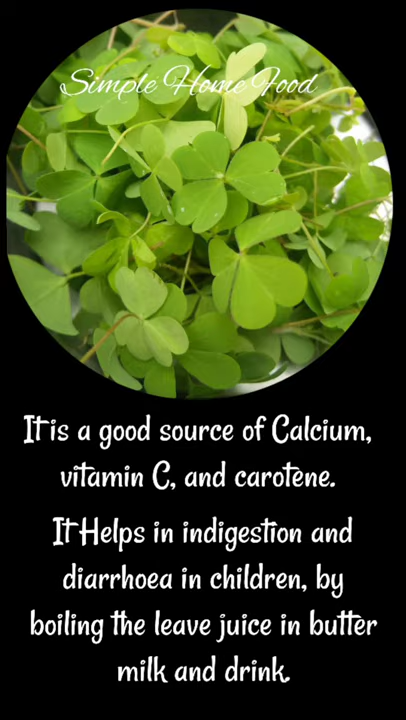 Simple Home Food
It is a good source of Calcium,
vitamin C, and carotene.
It Helps in indigestion and
diarrhoea in children, by
boiling the leave juice in butter
milk and drink.